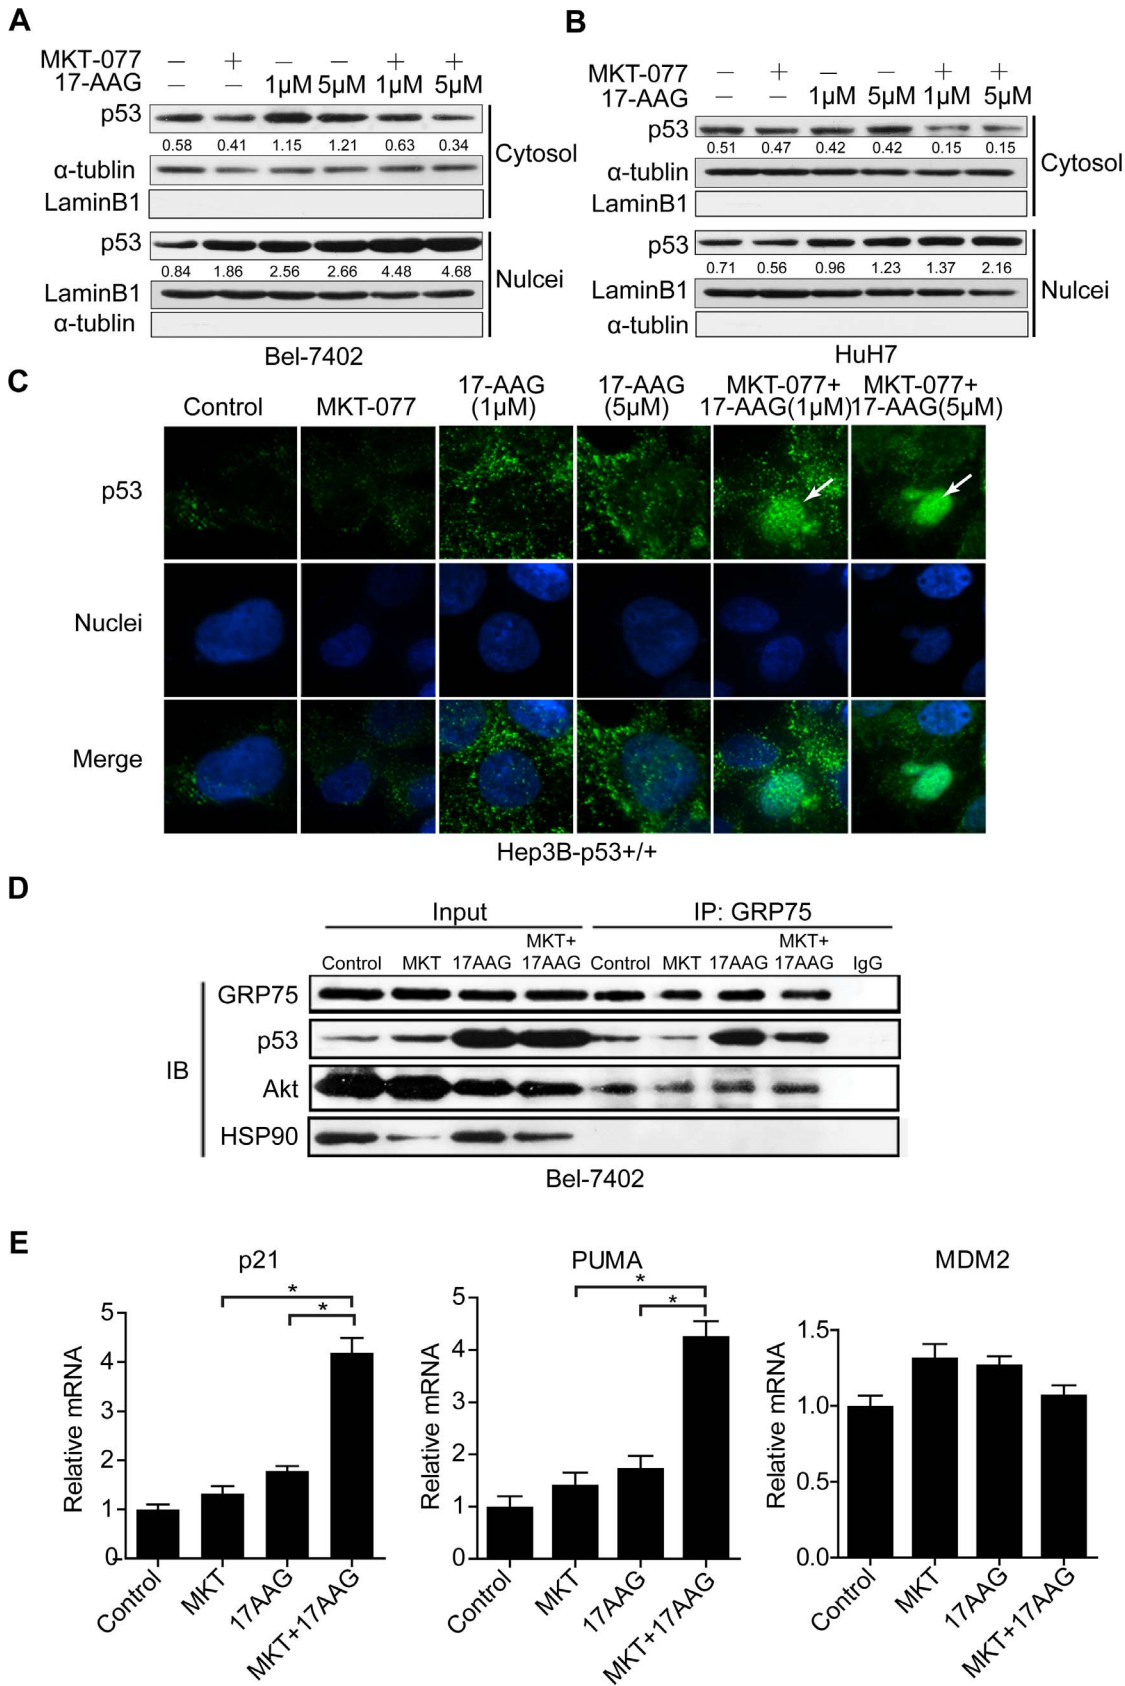 A
MKT-077 – + – – + +
17-AAG – – 1μM 5μM 1μM 5μM
p53
0.58 0.41 1.15 1.21 0.63 0.34
α-tublin
LaminB1
Cytosol
p53
0.84 1.86 2.56 2.66 4.48 4.68
LaminB1
α-tublin
Nulcei
Bel-7402
B
MKT-077 – + – – + +
17-AAG – – 1μM 5μM 1μM 5μM
p53
0.51 0.47 0.42 0.42 0.15 0.15
α-tublin
LaminB1
Cytosol
p53
0.71 0.56 0.96 1.23 1.37 2.16
LaminB1
α-tublin
Nulcei
HuH7
C
Control MKT-077 17-AAG (1μM) 17-AAG (5μM) MKT-077+ 17-AAG(1μM) MKT-077+ 17-AAG(5μM)
p53
Nuclei
Merge
Hep3B-p53+/+
D
Input IP: GRP75
Control MKT 17AAG MKT+ 17AAG Control MKT 17AAG MKT+ 17AAG IgG
IB
GRP75
p53
Akt
HSP90
Bel-7402
E
p21
* 
*
Relative mRNA
5
4
3
2
1
0
Control MKT 17AAG MKT+17AAG
PUMA
*
*
Relative mRNA
5
4
3
2
1
0
Control MKT 17AAG MKT+17AAG
MDM2
Relative mRNA
1.5
1.0
0.5
0.0
Control MKT 17AAG MKT+17AAG